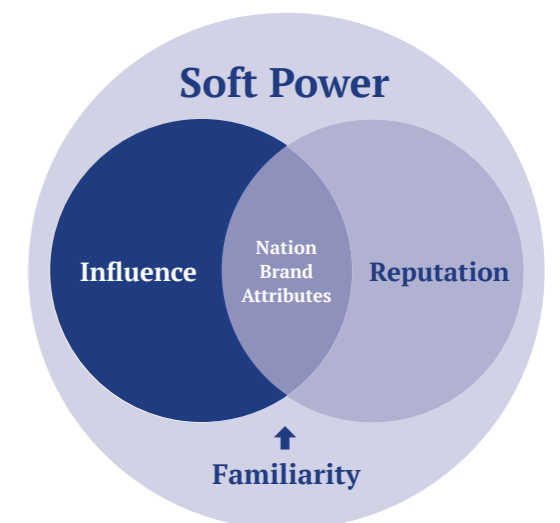 Soft Power
Influence
Nation
Brand
Attributes
Reputation
Familiarity